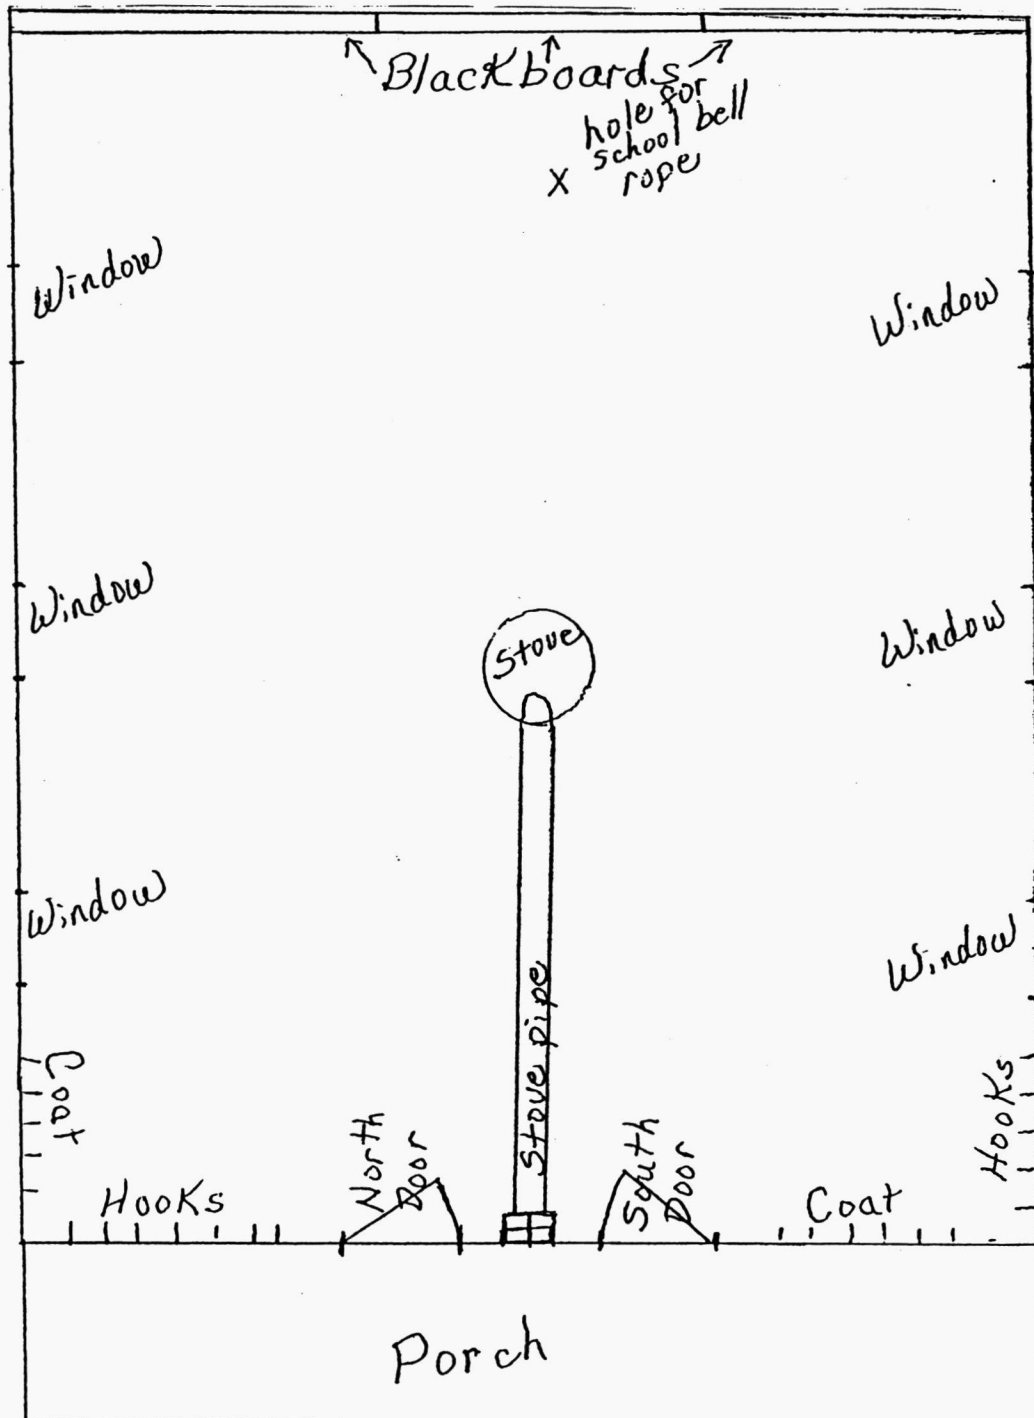 Blackboards
hole for
school bell
rope
X
Window
Window
Window
Window
Stove
Window
Window
Stove pipe
Coat
Hooks
North
Door
South
Door
Coat
Hooks
Porch